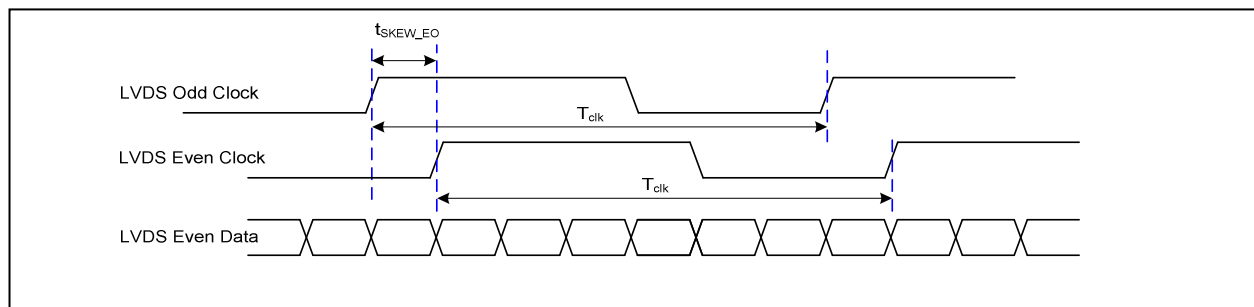 tSKEW_EO
LVDS Odd Clock
Tclk
LVDS Even Clock
Tclk
LVDS Even Data